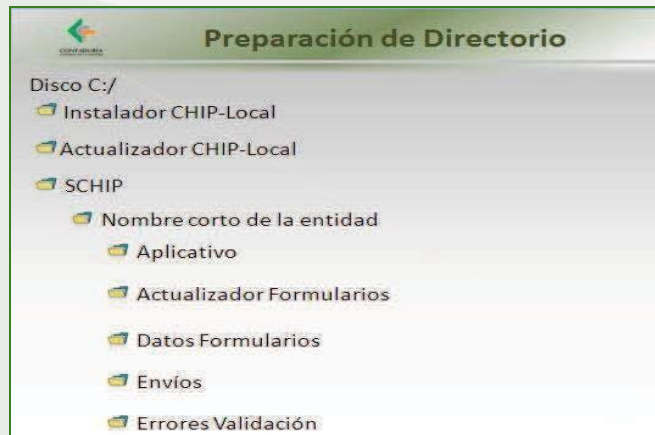 CONTADURÍA
Preparación de Directorio
Disco C:/
Instalador CHIP-Local
Actualizador CHIP-Local
SCHIP
Nombre corto de la entidad
Aplicativo
Actualizador Formularios
Datos Formularios
Envíos
Errores Validación